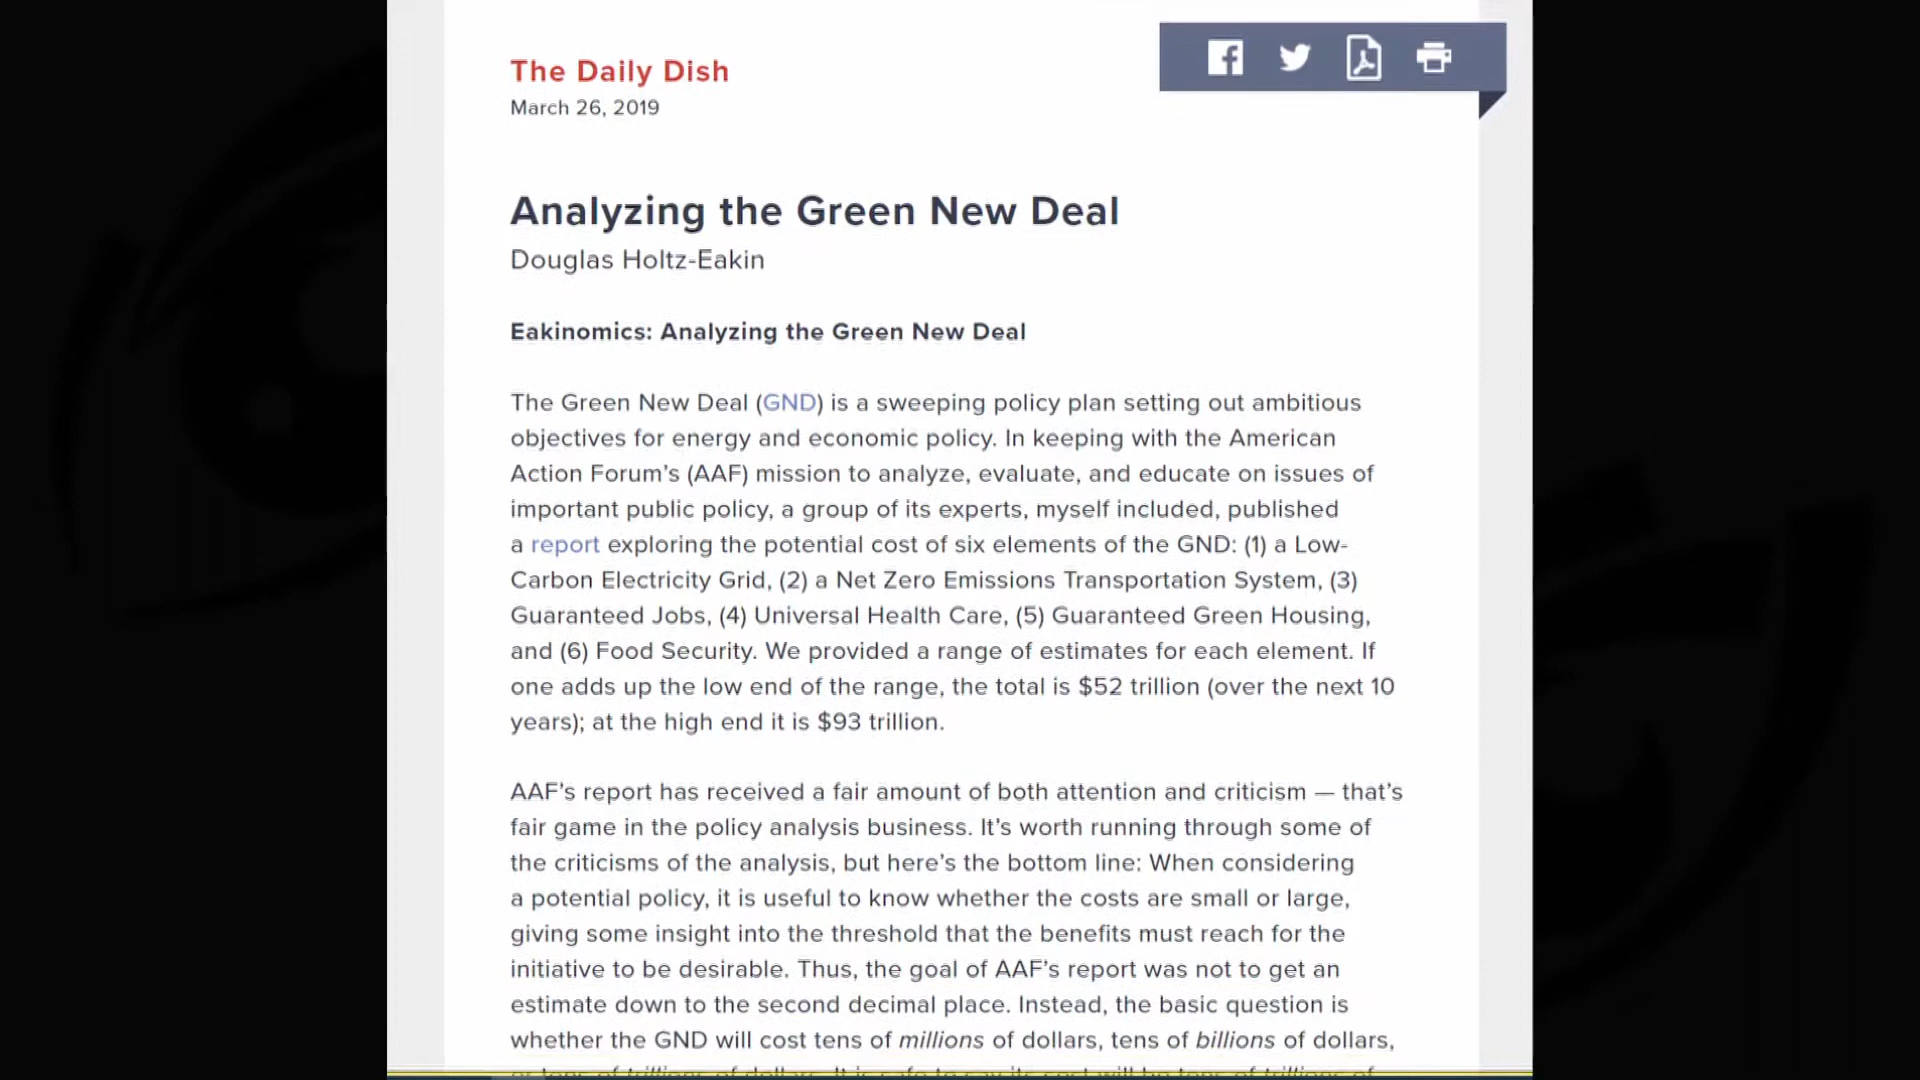 The Daily Dish
March 26, 2019
Analyzing the Green New Deal
Douglas Holtz-Eakin
Eakinomics: Analyzing the Green New Deal
The Green New Deal (GND) is a sweeping policy plan setting out ambitious
objectives for energy and economic policy. In keeping with the American
Action Forum's (AAF) mission to analyze, evaluate, and educate on issues of
important public policy, a group of its experts, myself included, published
a report exploring the potential cost of six elements of the GND: (1) a Low-
Carbon Electricity Grid, (2) a Net Zero Emissions Transportation System, (3)
Guaranteed Jobs, (4) Universal Health Care, (5) Guaranteed Green Housing,
and (6) Food Security. We provided a range of estimates for each element. If
one adds up the low end of the range, the total is $52 trillion (over the next 10
years); at the high end it is $93 trillion.
AAF's report has received a fair amount of both attention and criticism — that's
fair game in the policy analysis business. It's worth running through some of
the criticisms of the analysis, but here's the bottom line: When considering
a potential policy, it is useful to know whether the costs are small or large,
giving some insight into the threshold that the benefits must reach for the
initiative to be desirable. Thus, the goal of AAF's report was not to get an
estimate down to the second decimal place. Instead, the basic question is
whether the GND will cost tens of millions of dollars, tens of billions of dollars,